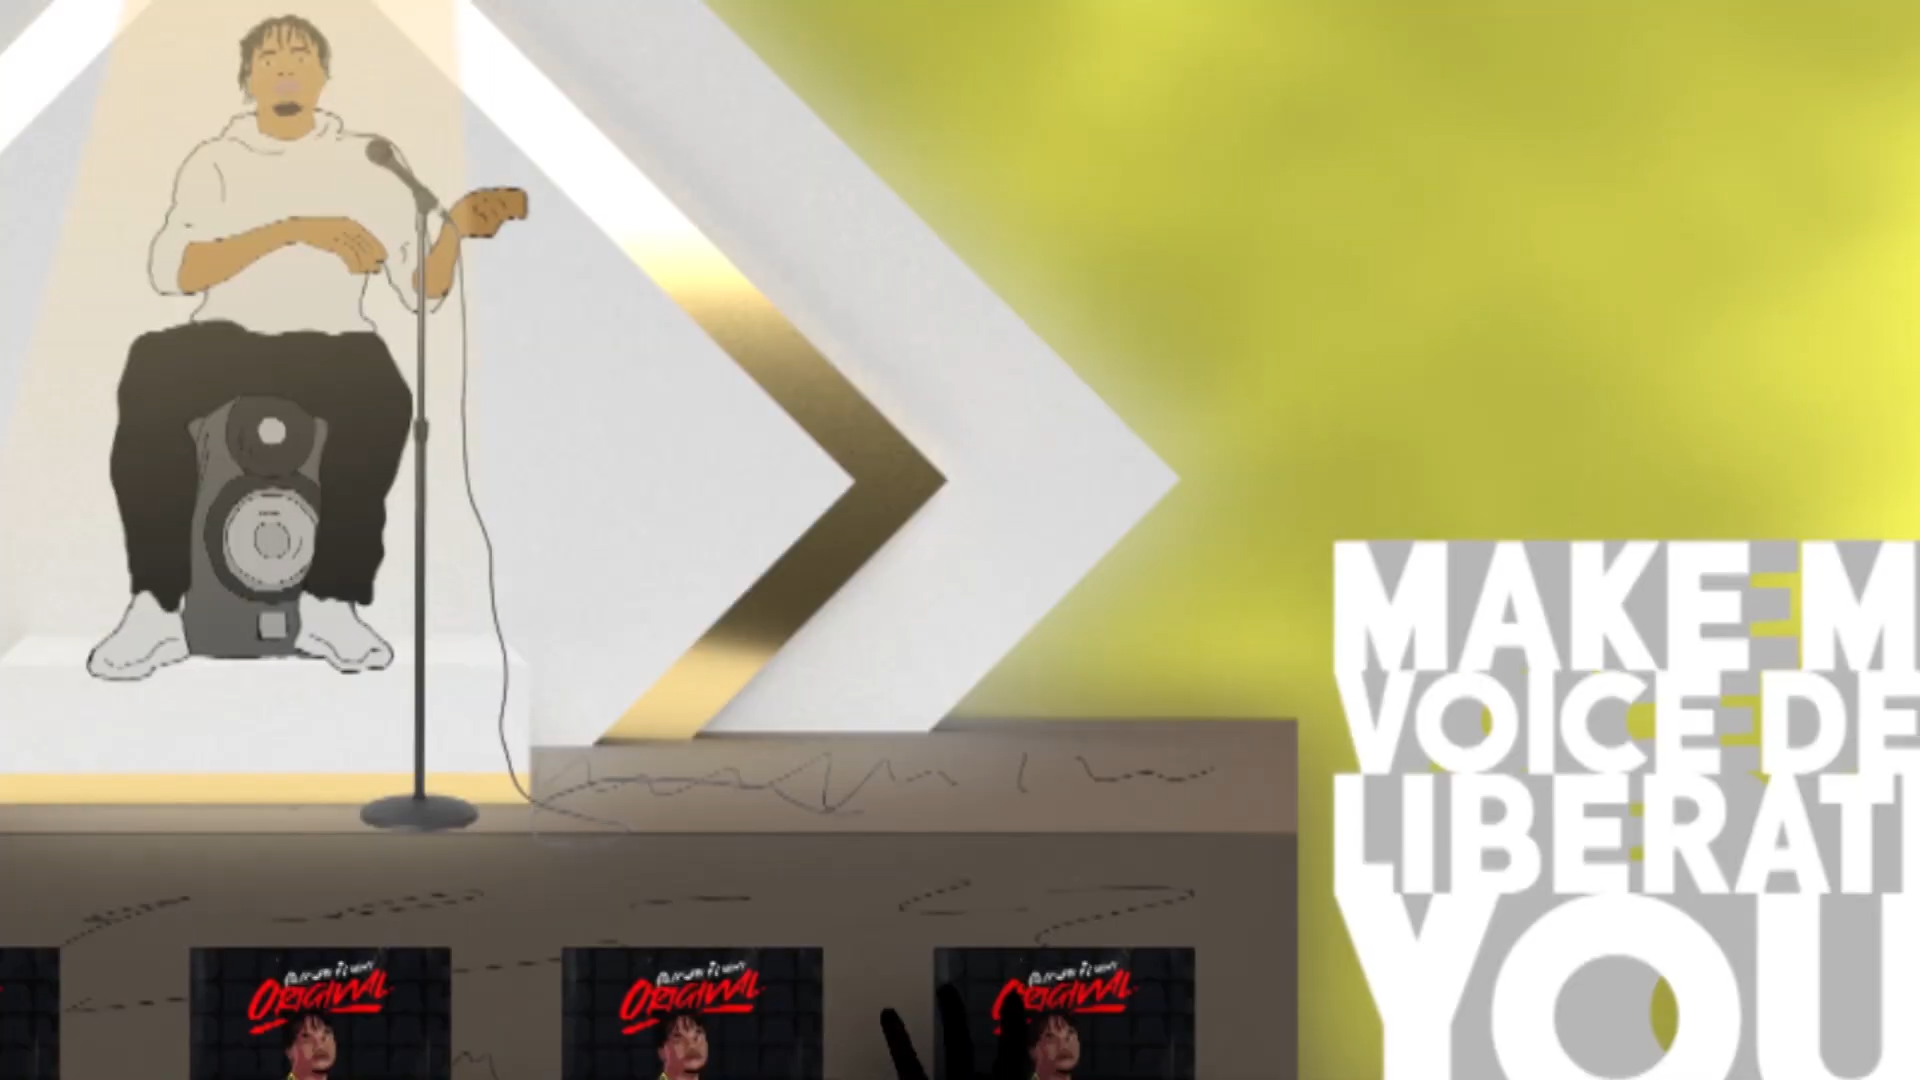 MAKE M
VOICE DE
LIBERAT
YOU
ORIGINAL
ORIGINAL
ORIGINAL